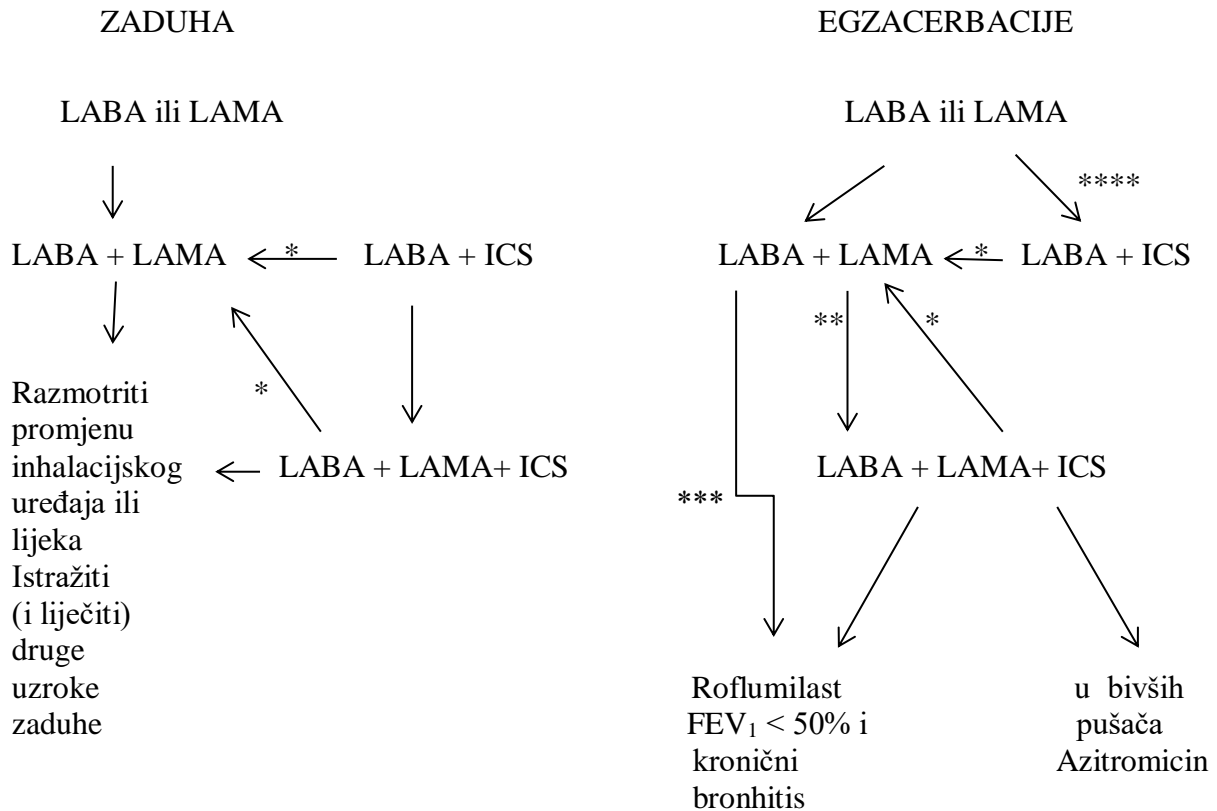 ZADUHA
LABA ili LAMA
LABA + LAMA * LABA + ICS
*
Razmotriti
promjenu
inhalacijskog
uređaja ili
lijeka
Istražiti
(i liječiti)
druge
uzroke
zaduhe
LABA + LAMA+ ICS
EGZACERBACIJE
LABA ili LAMA
****
LABA + LAMA * LABA + ICS
** *
LABA + LAMA+ ICS
***
Roflumilast
FEV₁ < 50% i
kronični
bronhitis
u bivših
pušača
Azitromicin